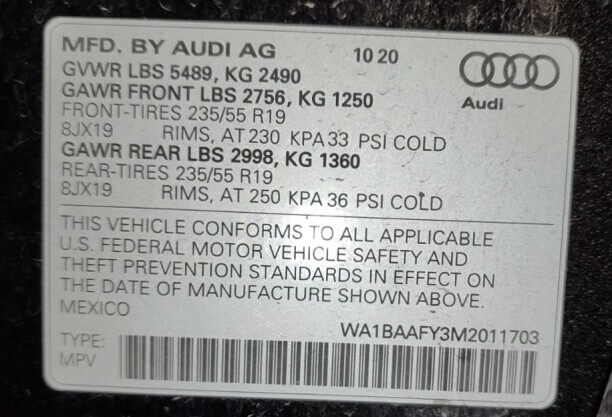 MFD. BY AUDI AG 10 20
GVWR LBS 5489, KG 2490
GAWR FRONT LBS 2756, KG 1250
Audi
FRONT-TIRES 235/55 R19
8JX19 RIMS, AT 230 KPA 33 PSI COLD
GAWR REAR LBS 2998, KG 1360
REAR-TIRES 235/55 R19
8JX19 RIMS, AT 250 KPA 36 PSI COLD
THIS VEHICLE CONFORMS TO ALL APPLICABLE
U.S. FEDERAL MOTOR VEHICLE SAFETY AND
THEFT PREVENTION STANDARDS IN EFFECT ON
THE DATE OF MANUFACTURE SHOWN ABOVE.
MEXICO
WA1BAAFY3M2011703
TYPE:
MPV